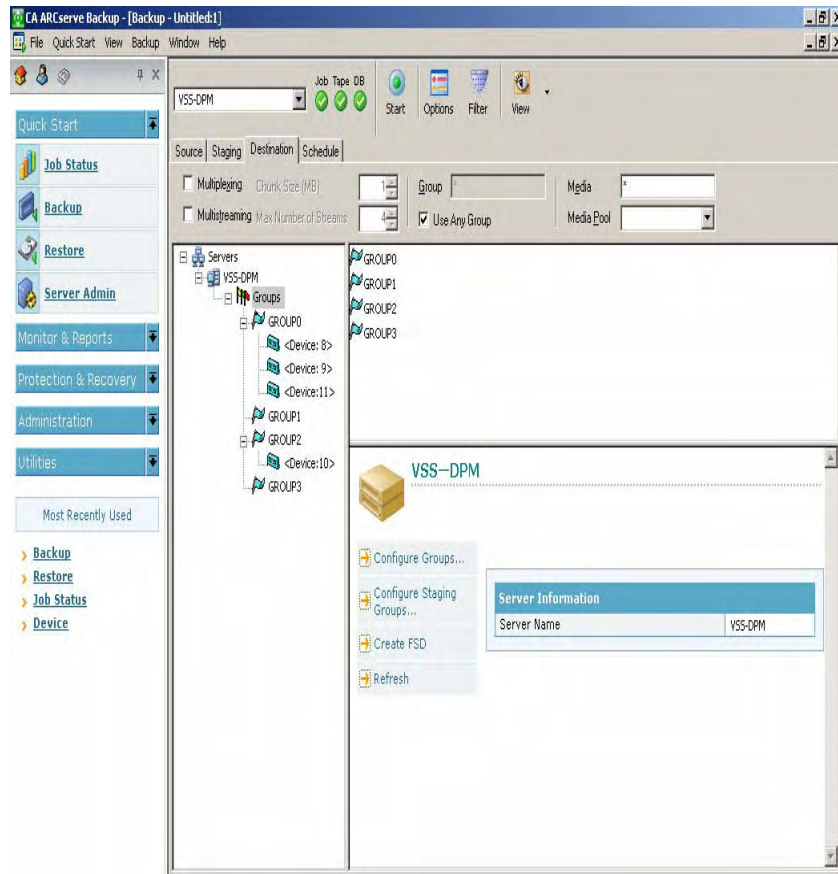 CA ARCserve Backup - [Backup - Untitled:1]
File Quick Start View Backup Window Help
Quick Start
Job Status
Backup
Restore
Server Admin
Monitor & Reports
Protection & Recovery
Administration
Utilities
Most Recently Used
Backup
Restore
Job Status
Device
VSS-DPM
Job Tape DB
Start Options Filter View
Source Staging Destination Schedule
Multiplexing Chunk Size (MB) 1 Group * Media *
Multistreaming Max Number of Streams 4 Use Any Group Media Pool
Servers
VSS-DPM
Groups
GROUP0
<Device: 8>
<Device: 9>
<Device:11>
GROUP1
GROUP2
<Device:10>
GROUP3
GROUP0
GROUP1
GROUP2
GROUP3
VSS-DPM
Configure Groups...
Configure Staging
Groups...
Create FSD
Refresh
Server Information
Server Name VSS-DPM